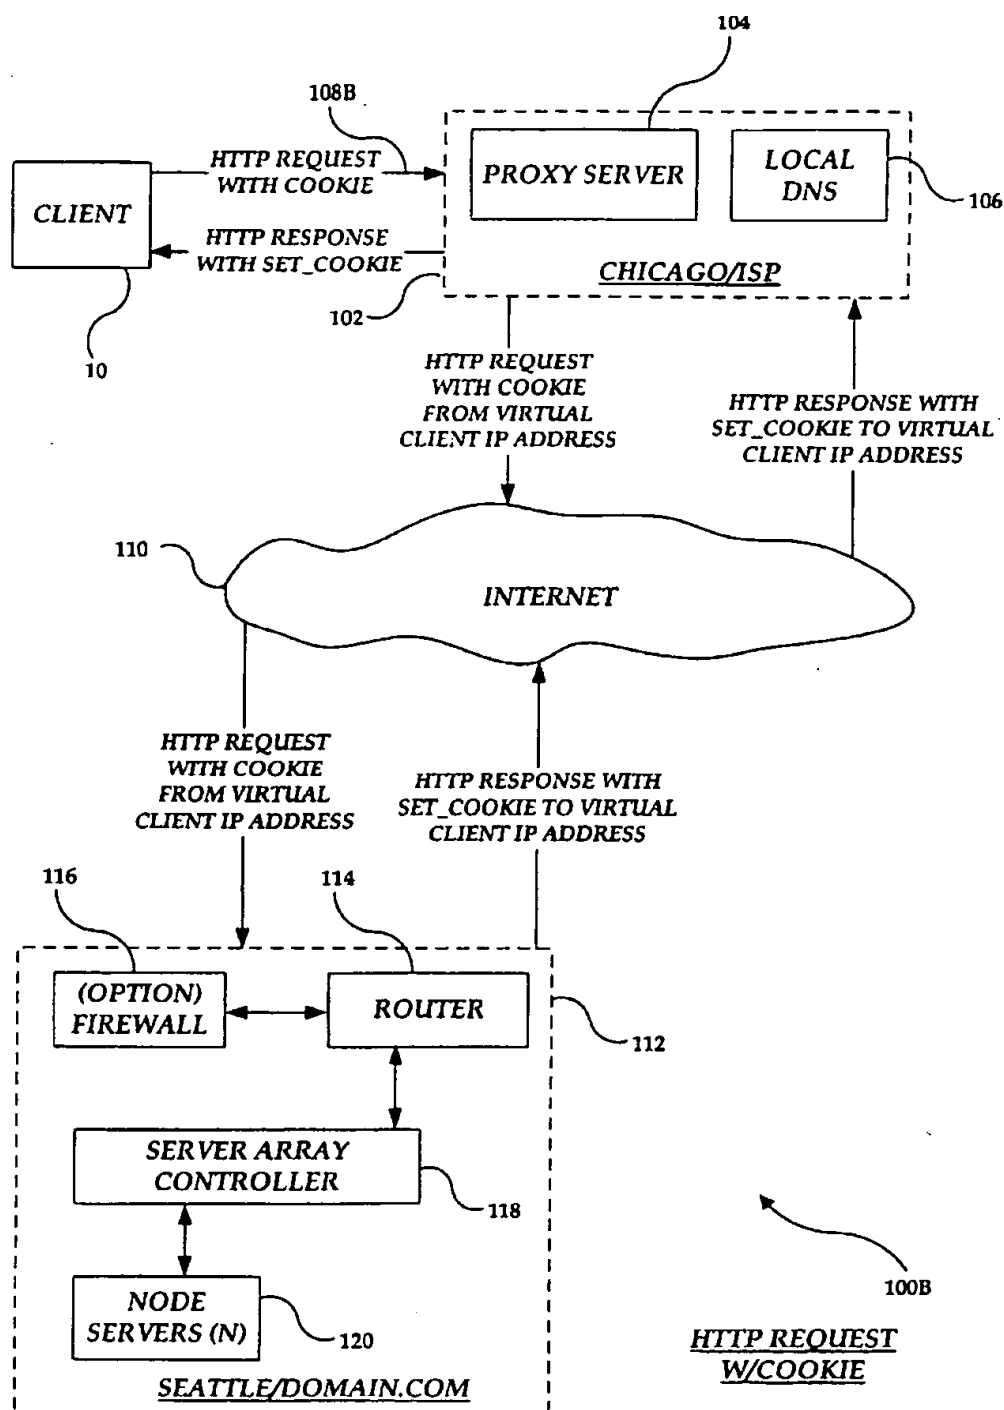 104
108B
HTTP REQUEST
WITH COOKIE
PROXY SERVER
LOCAL
DNS
106
CLIENT
HTTP RESPONSE
WITH SET_COOKIE
CHICAGO/ISP
102
10
HTTP REQUEST
WITH COOKIE
FROM VIRTUAL
CLIENT IP ADDRESS
HTTP RESPONSE WITH
SET_COOKIE TO VIRTUAL
CLIENT IP ADDRESS
110
INTERNET
HTTP REQUEST
WITH COOKIE
FROM VIRTUAL
CLIENT IP ADDRESS
HTTP RESPONSE WITH
SET_COOKIE TO VIRTUAL
CLIENT IP ADDRESS
116
114
(OPTION)
FIREWALL
ROUTER
112
SERVER ARRAY
CONTROLLER
118
NODE
SERVERS (N)
120
100B
SEATTLE/DOMAIN.COM
HTTP REQUEST
W/COOKIE